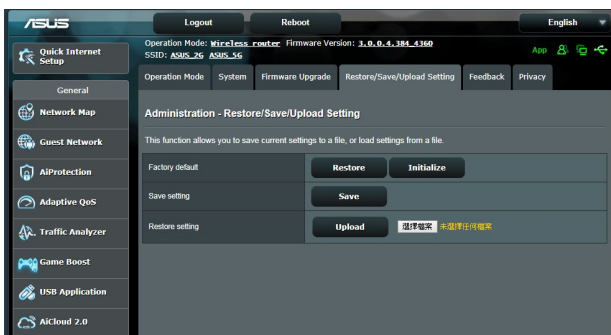 ASUS
Logout
Reboot
English
Quick Internet Setup
Operation Mode: Wireless router Firmware Version: 3.0.0.4.384_4360
SSID: ASUS_2G ASUS_5G
App
Operation Mode
System
Firmware Upgrade
Restore/Save/Upload Setting
Feedback
Privacy
General
Network Map
Guest Network
AiProtection
Adaptive QoS
Traffic Analyzer
Game Boost
USB Application
AiCloud 2.0
Administration - Restore/Save/Upload Setting
This function allows you to save current settings to a file, or load settings from a file.
Factory default
Restore
Initialize
Save setting
Save
Restore setting
Upload
選擇檔案 未選擇任何檔案